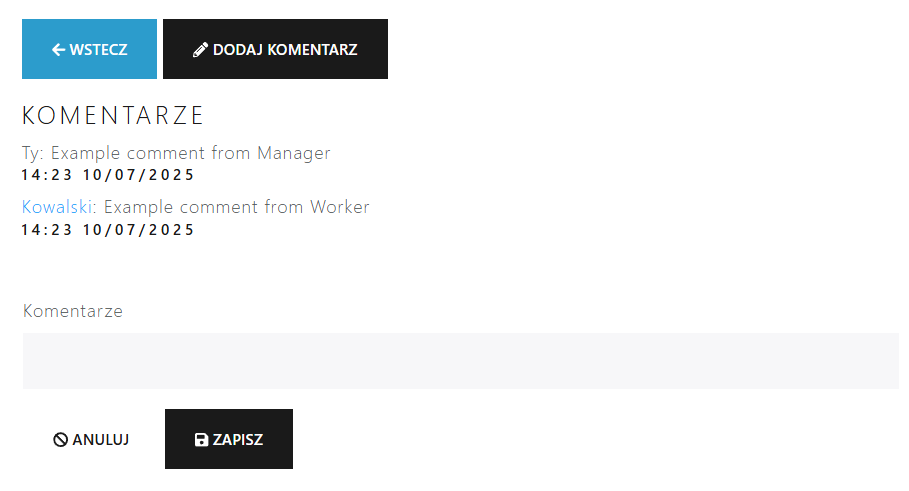 WSTECZ DODAJ KOMENTARZ
KOMENTARZE
Ty: Example comment from Manager
14:23 10/07/2025
Kowalski: Example comment from Worker
14:23 10/07/2025
Komentarze
ANULUJ ZAPISZ